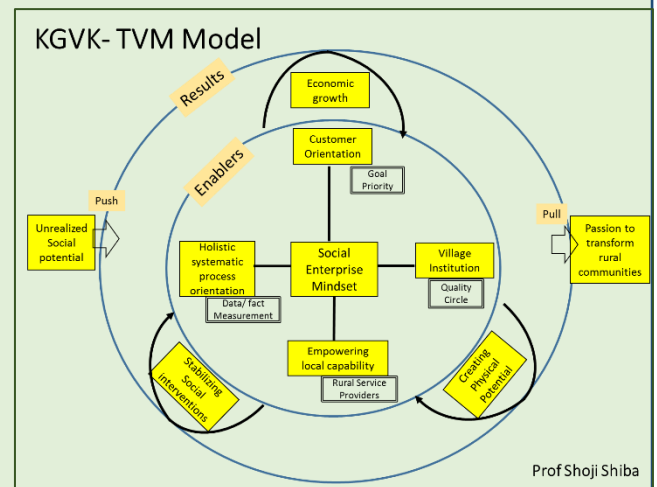 KGVK- TVM Model
Results
Economic
growth
Enablers
Customer
Orientation
Goal
Priority
Push
Unrealized
Social
potential
Pull
Passion to
transform
rural
communities
Holistic
systematic
process
orientation
Data/ fact
Measurement
Social
Enterprise
Mindset
Village
Institution
Quality
Circle
Empowering
local capability
Rural Service
Providers
Stabilizing
Social
interventions
Creating
Physical
Potential
Prof Shoji Shiba